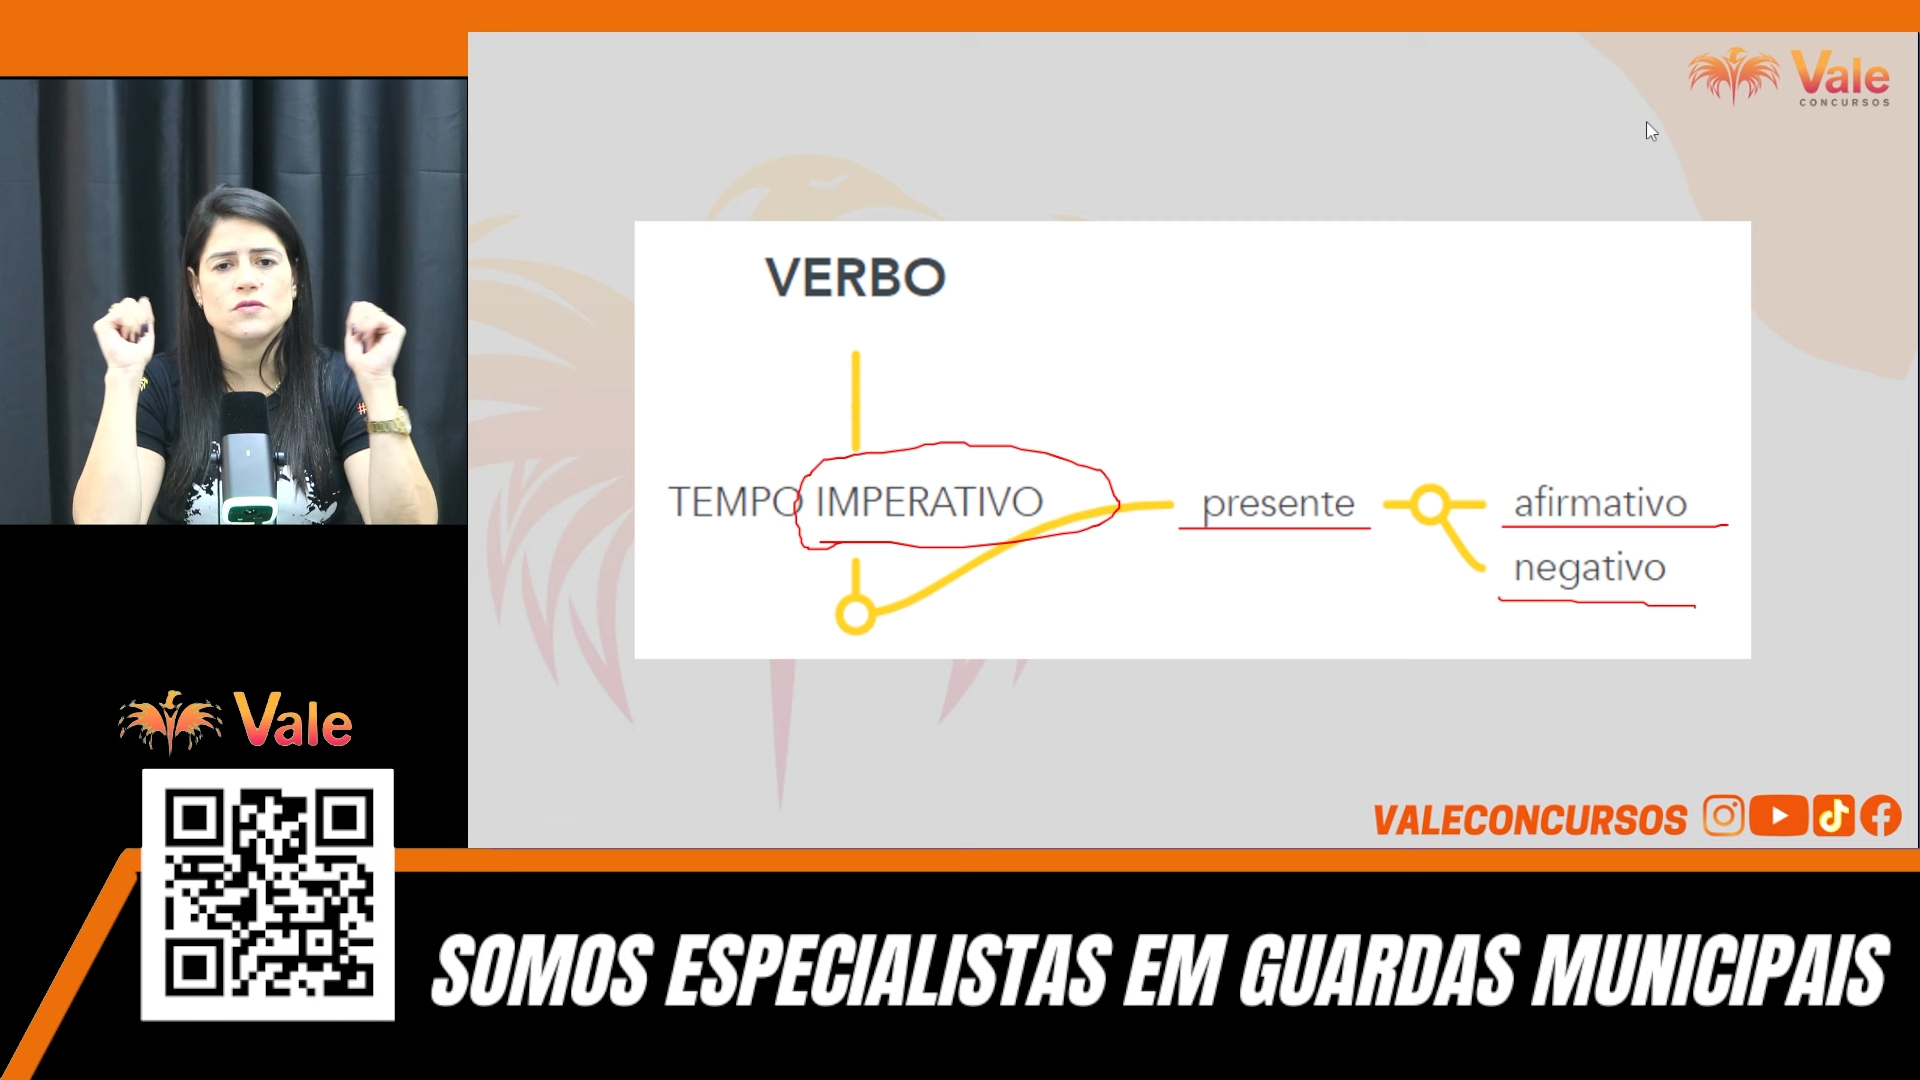 Vale
CONCURSOS
VERBO
TEMPO IMPERATIVO
presente
afirmativo
negativo
Vale
VALECONCURSOS
SOMOS ESPECIALISTAS EM GUARDAS MUNICIPAIS